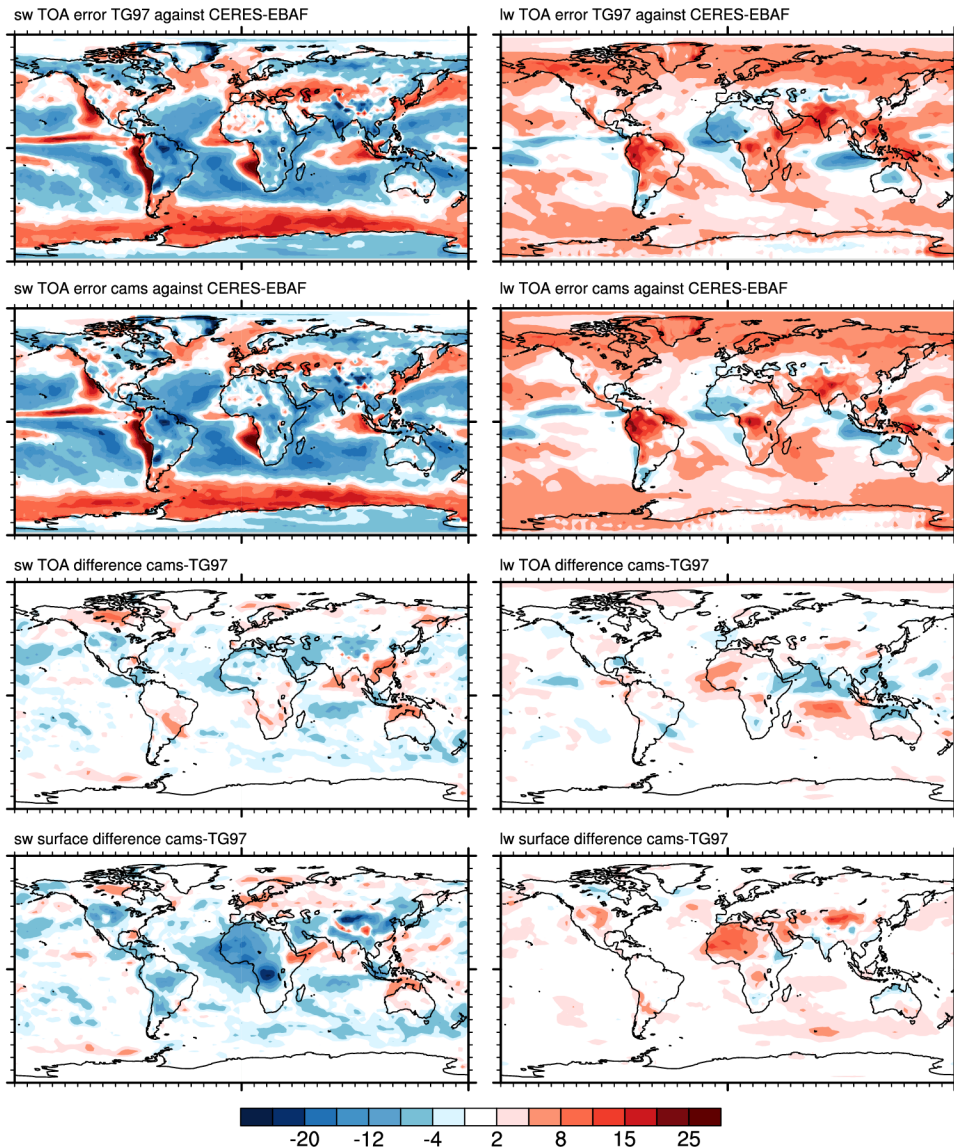 sw TOA error TG97 against CERES-EBAF
lw TOA error TG97 against CERES-EBAF
sw TOA error cams against CERES-EBAF
lw TOA error cams against CERES-EBAF
sw TOA difference cams-TG97
lw TOA difference cams-TG97
sw surface difference cams-TG97
lw surface difference cams-TG97
-20 -12 -4 2 8 15 25